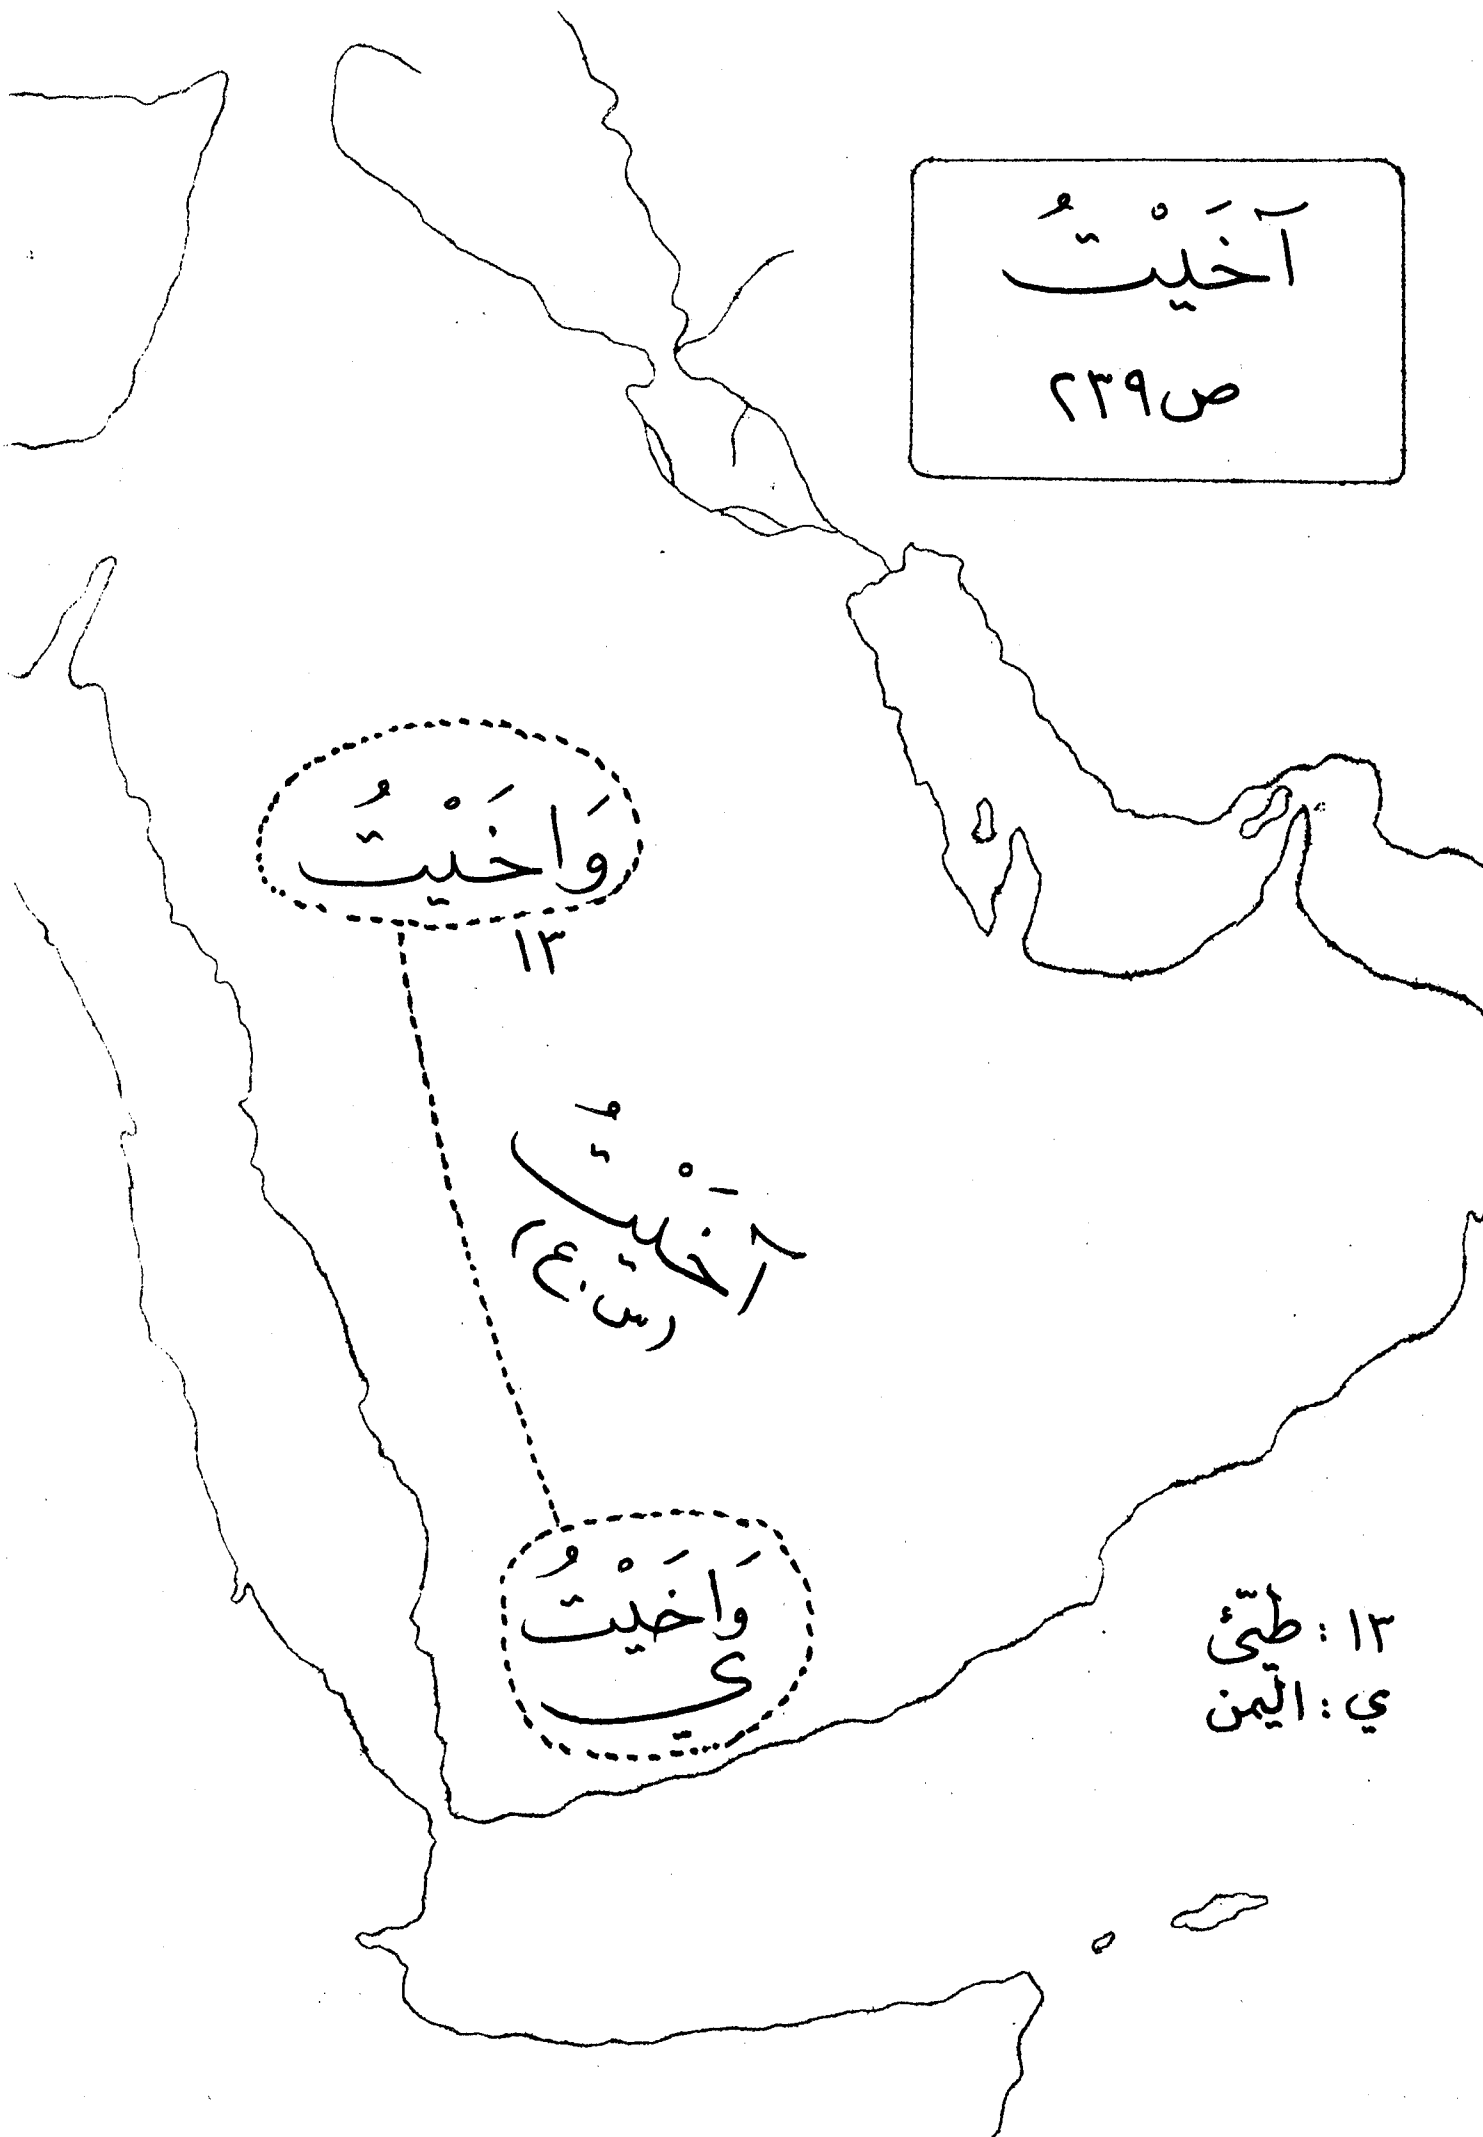 آخَيْتُ
ص٢٣٩
وَاخَيْتُ
١٣
آخَيْتُ
(س.ع)
وَاخَيْتُ
ي
١٣ : طيّئ
ي : اليمن